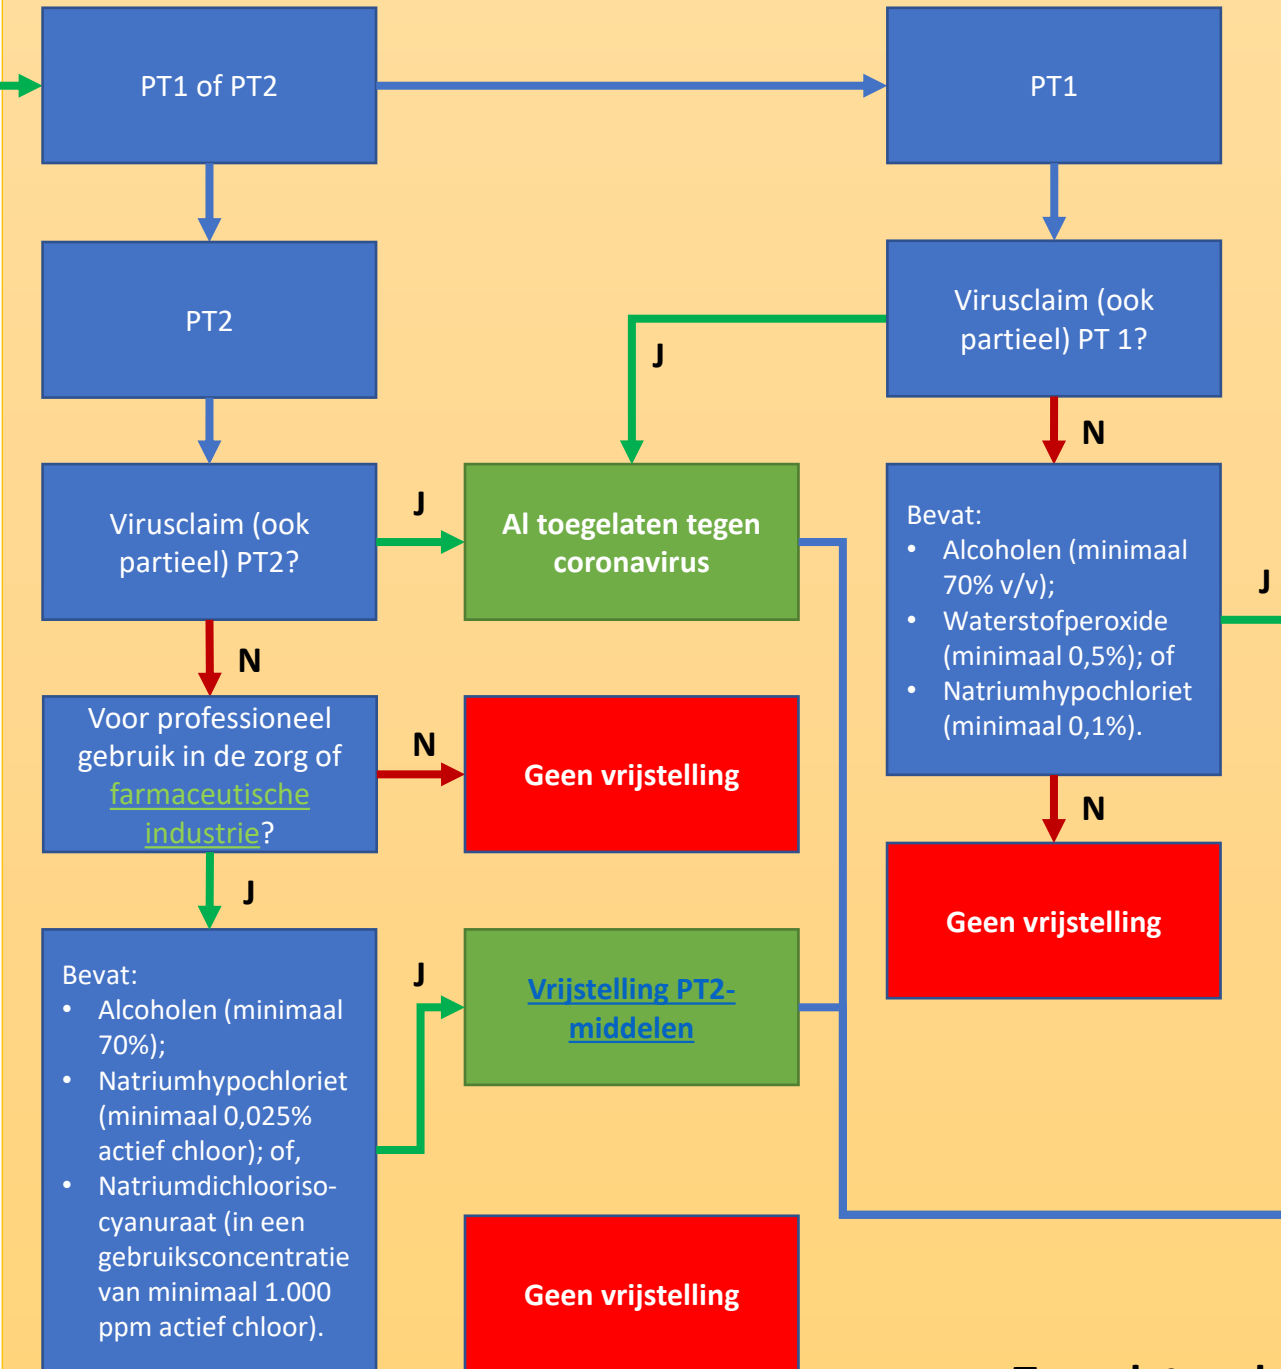 PT1 of PT2
PT1
PT2
Virusclaim (ook
partieel) PT 1?
J
N
Virusclaim (ook
partieel) PT2?
J
Al toegelaten tegen
coronavirus
Bevat:
• Alcoholen (minimaal
70% v/v);
• Waterstofperoxide
(minimaal 0,5%); of
• Natriumhypochloriet
(minimaal 0,1%).
J
N
Voor professioneel
gebruik in de zorg of
farmaceutische
industrie?
N
Geen vrijstelling
N
Geen vrijstelling
J
Bevat:
• Alcoholen (minimaal
70%);
• Natriumhypochloriet
(minimaal 0,025%
actief chloor); of,
• Natriumdichlooriso-
cyanuraat (in een
gebruiksconcentratie
van minimaal 1.000
ppm actief chloor).
J
Vrijstelling PT2-
middelen
Geen vrijstelling